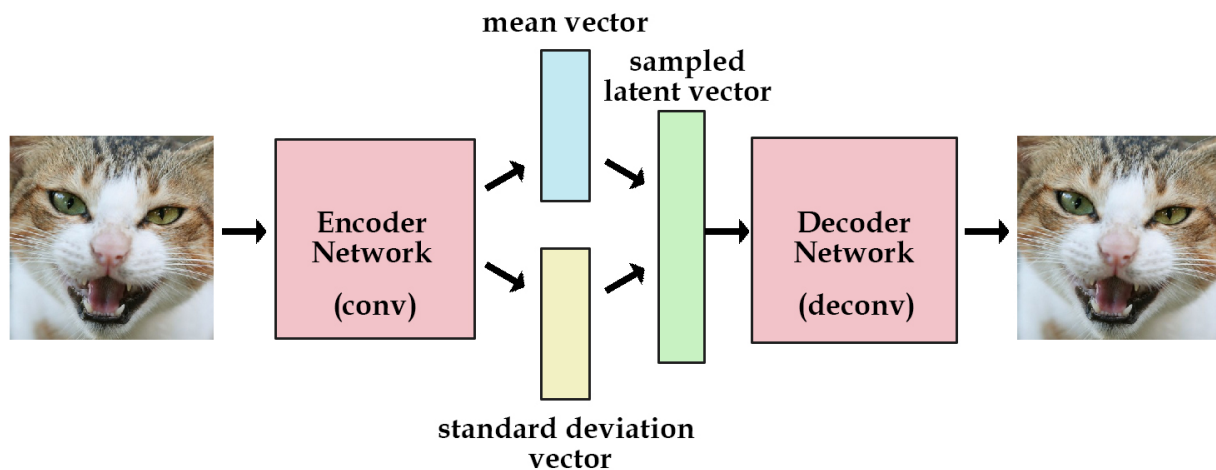 mean vector
sampled
latent vector
Encoder
Network
(conv)
Decoder
Network
(deconv)
standard deviation
vector